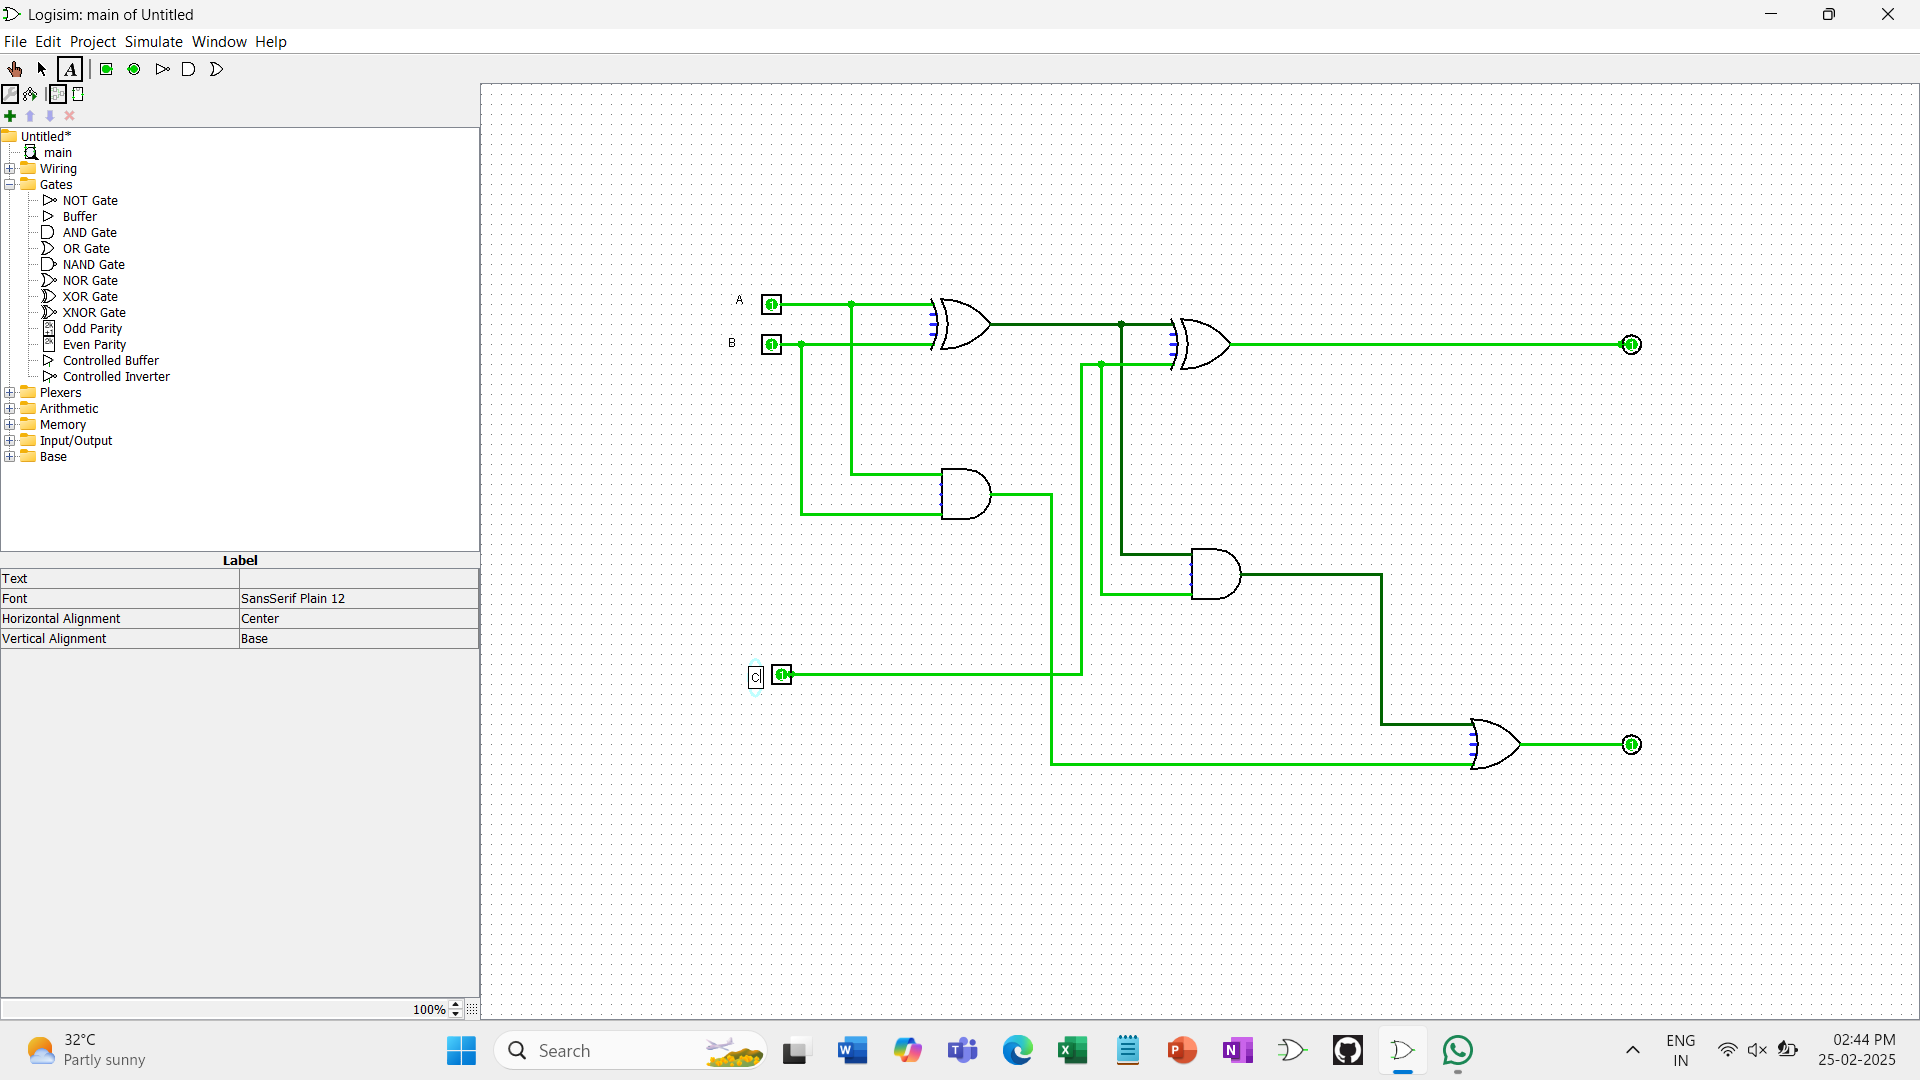 Logisim: main of Untitled
File Edit Project Simulate Window Help
A
Untitled*
main
Wiring
Gates
NOT Gate
Buffer
AND Gate
OR Gate
NAND Gate
NOR Gate
XOR Gate
XNOR Gate
Odd Parity
Even Parity
Controlled Buffer
Controlled Inverter
Plexers
Arithmetic
Memory
Input/Output
Base
Label
Text
Font SansSerif Plain 12
Horizontal Alignment Center
Vertical Alignment Base
100%
A 1
B 1
1
C 1
1
32°C
Partly sunny
Search
ENG
IN
02:44 PM
25-02-2025